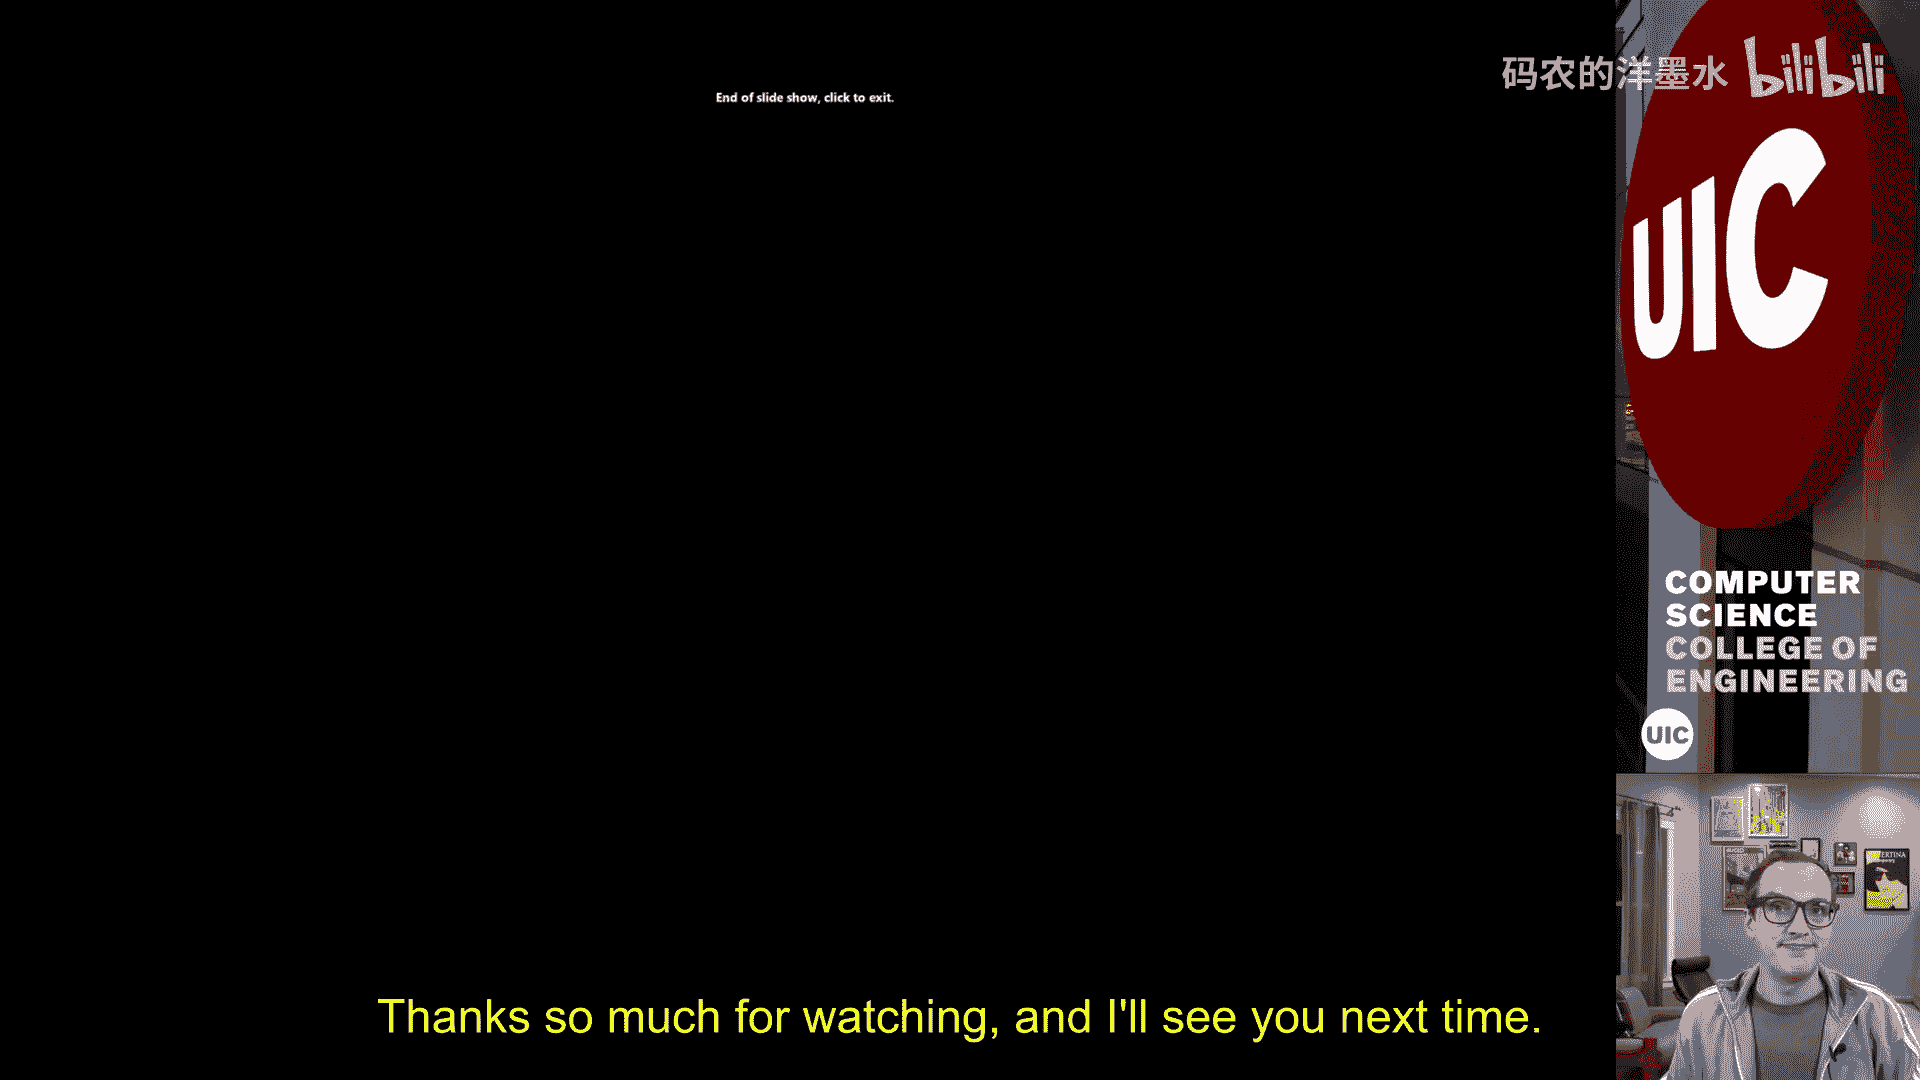 码农的洋墨水 bilibili
End of slide show, click to exit.
UIC
COMPUTER
SCIENCE
COLLEGE OF
ENGINEERING
UIC
Thanks so much for watching, and I'll see you next time.